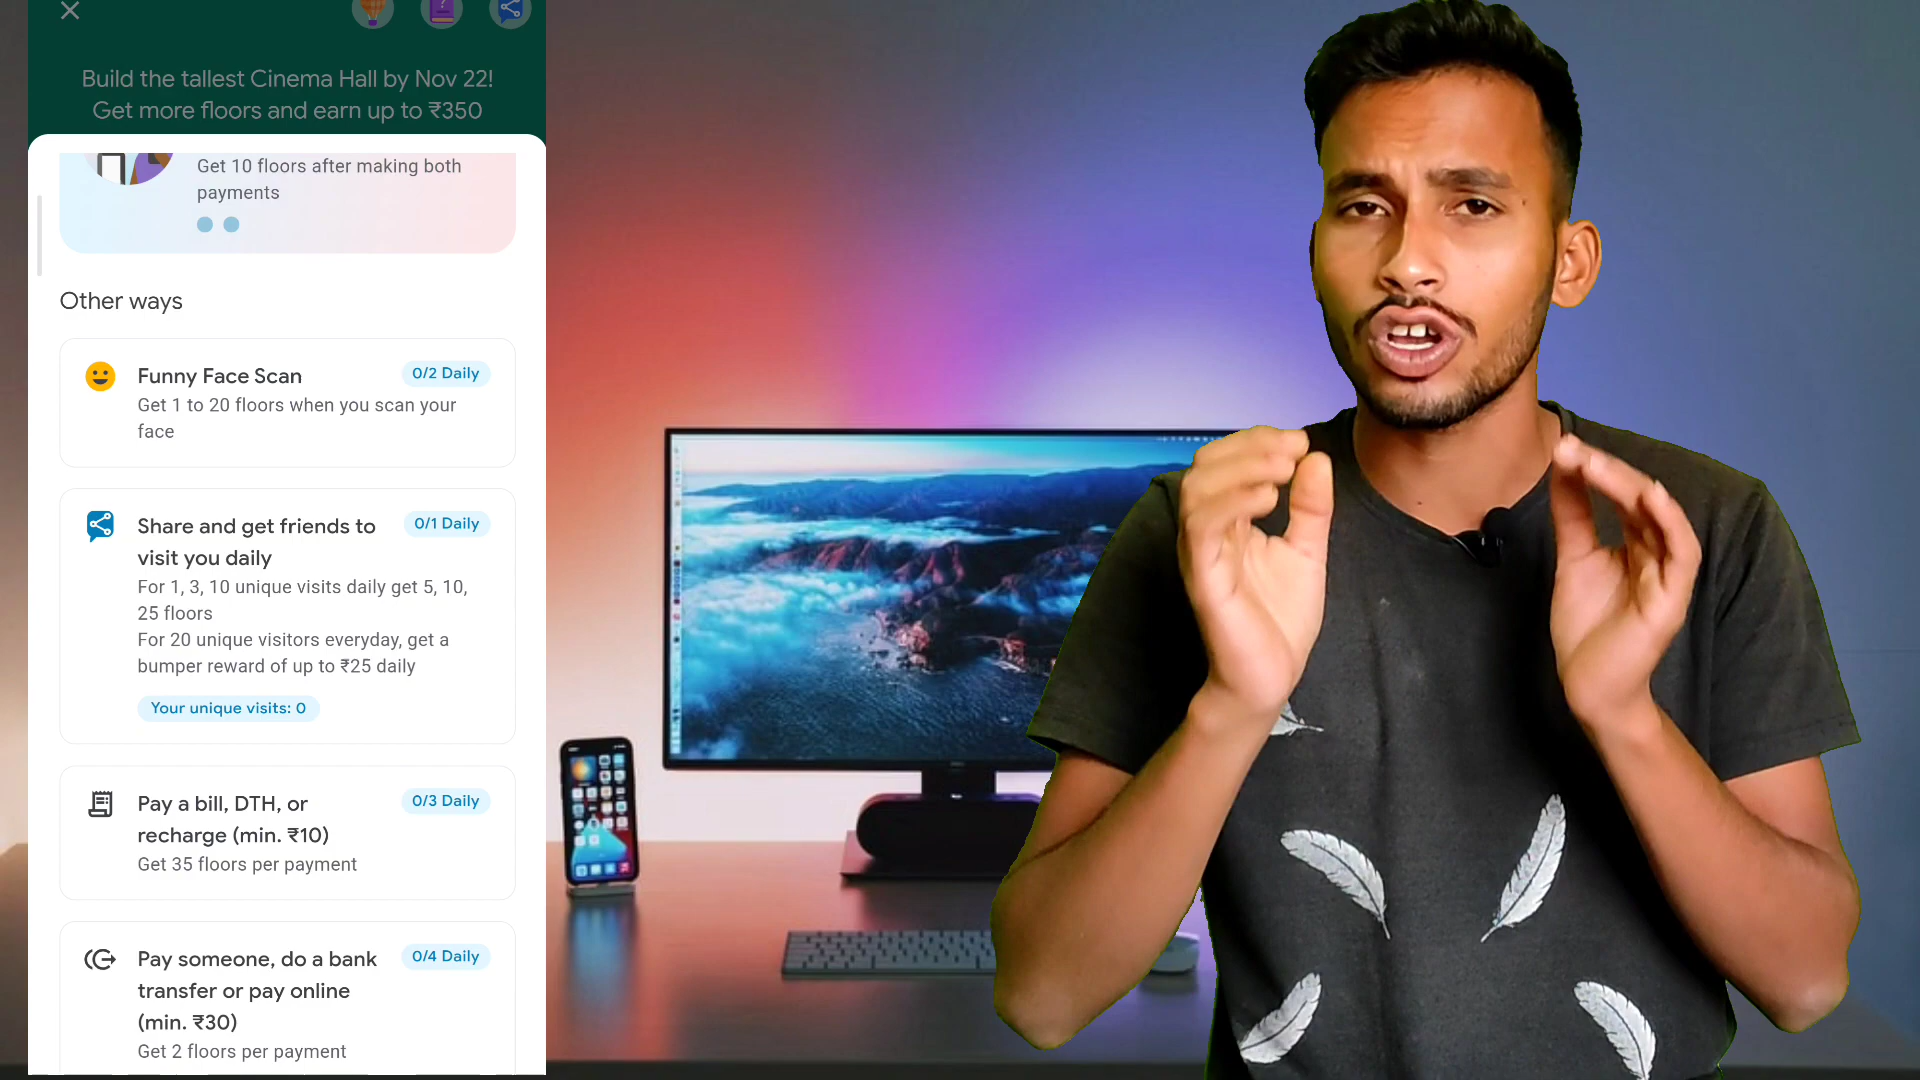 Build the tallest Cinema Hall by Nov 22!
Get more floors and earn up to ₹350
Get 10 floors after making both
payments
Other ways
Funny Face Scan
0/2 Daily
Get 1 to 20 floors when you scan your
face
Share and get friends to
visit you daily
0/1 Daily
For 1, 3, 10 unique visits daily get 5, 10,
25 floors
For 20 unique visitors everyday, get a
bumper reward of up to ₹25 daily
Your unique visits: 0
Pay a bill, DTH, or
recharge (min. ₹10)
0/3 Daily
Get 35 floors per payment
Pay someone, do a bank
transfer or pay online
(min. ₹30)
0/4 Daily
Get 2 floors per payment